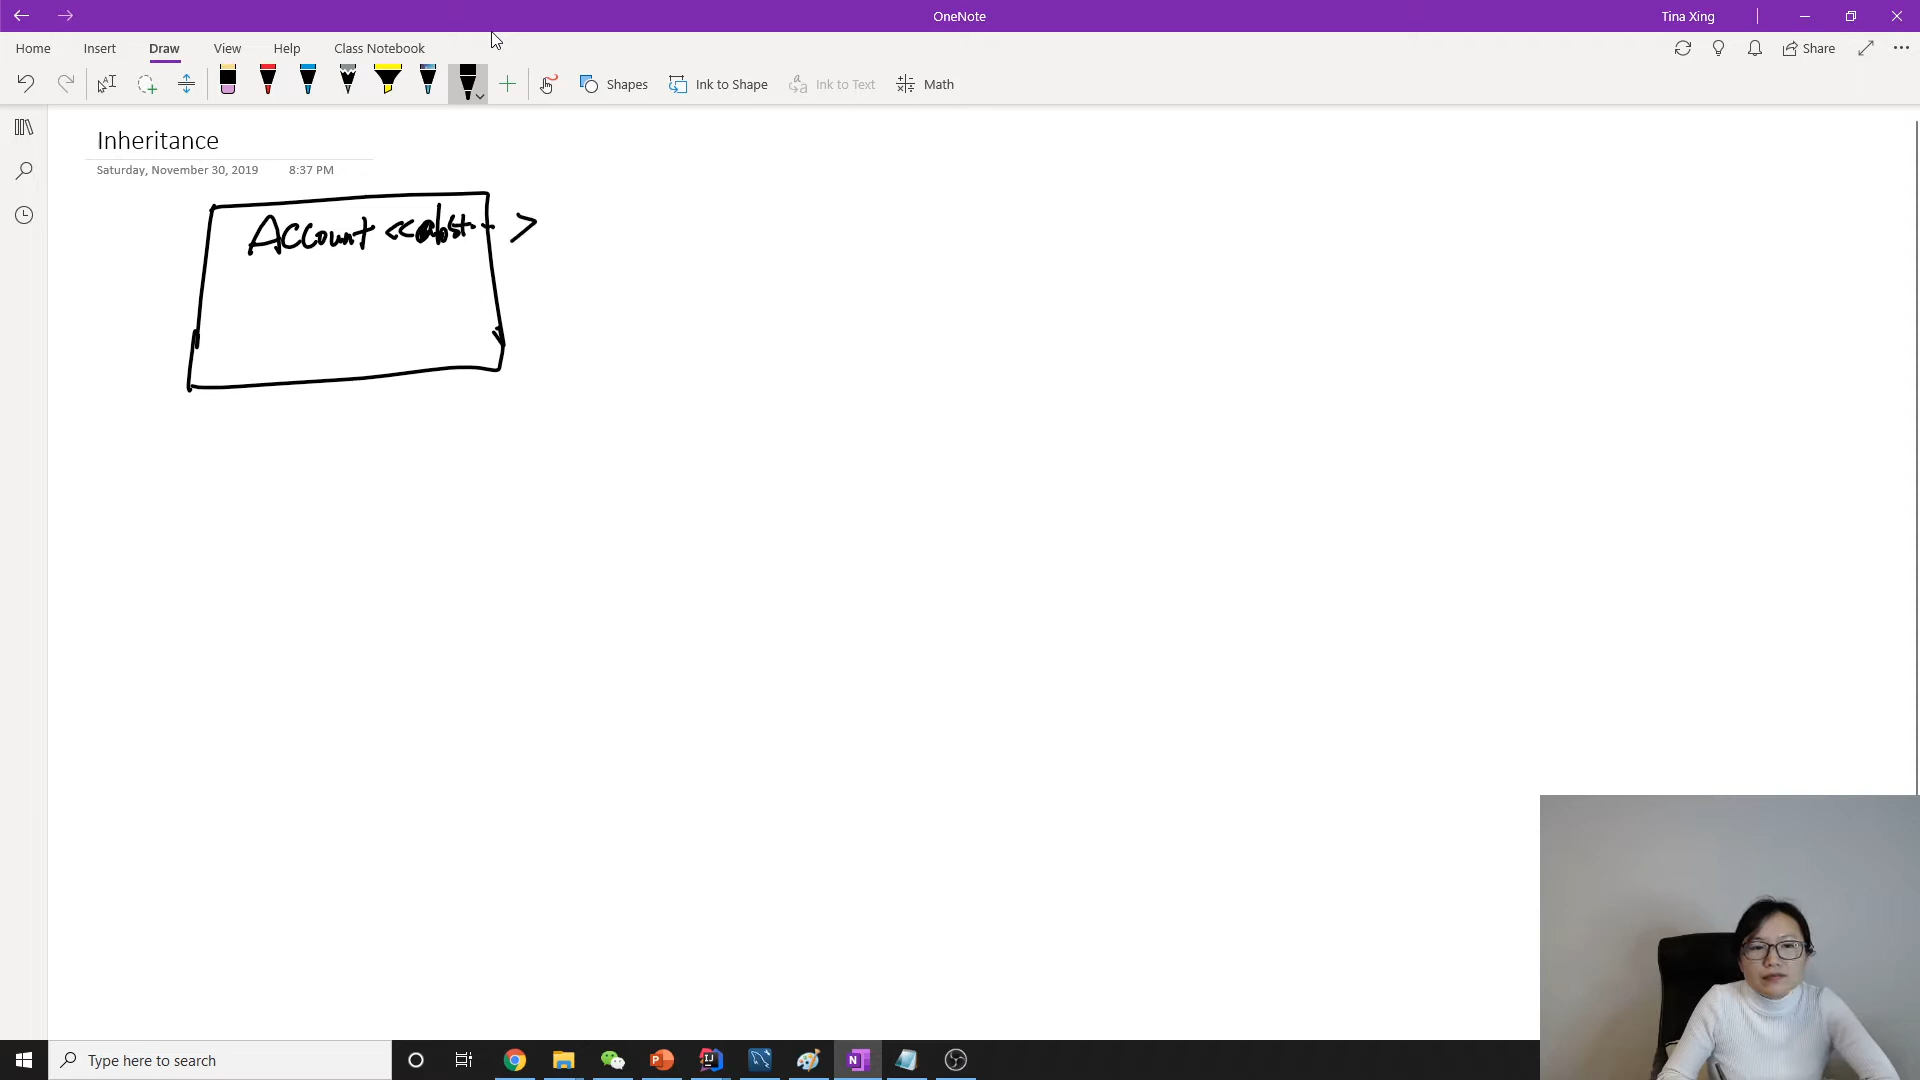 OneNote
Tina Xing
Home Insert Draw View Help Class Notebook
Share
Shapes Ink to Shape Ink to Text Math
Inheritance
Saturday, November 30, 2019 8:37 PM
Account <<abst-- >
Type here to search